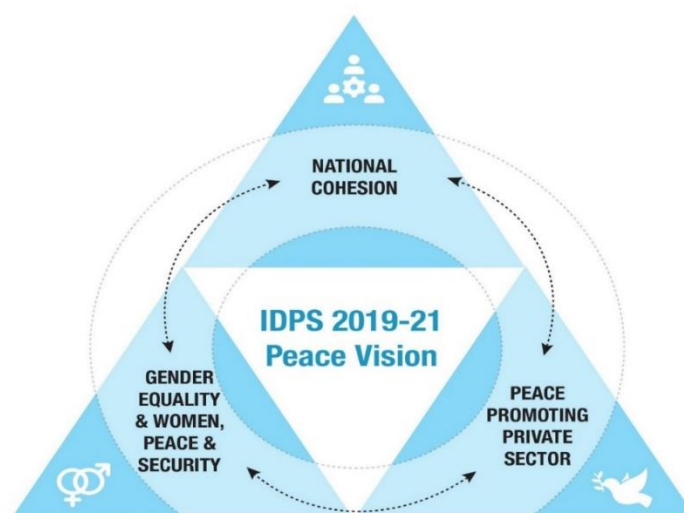 NATIONAL
COHESION
IDPS 2019-21
Peace Vision
GENDER
EQUALITY
& WOMEN,
PEACE &
SECURITY
PEACE
PROMOTING
PRIVATE
SECTOR